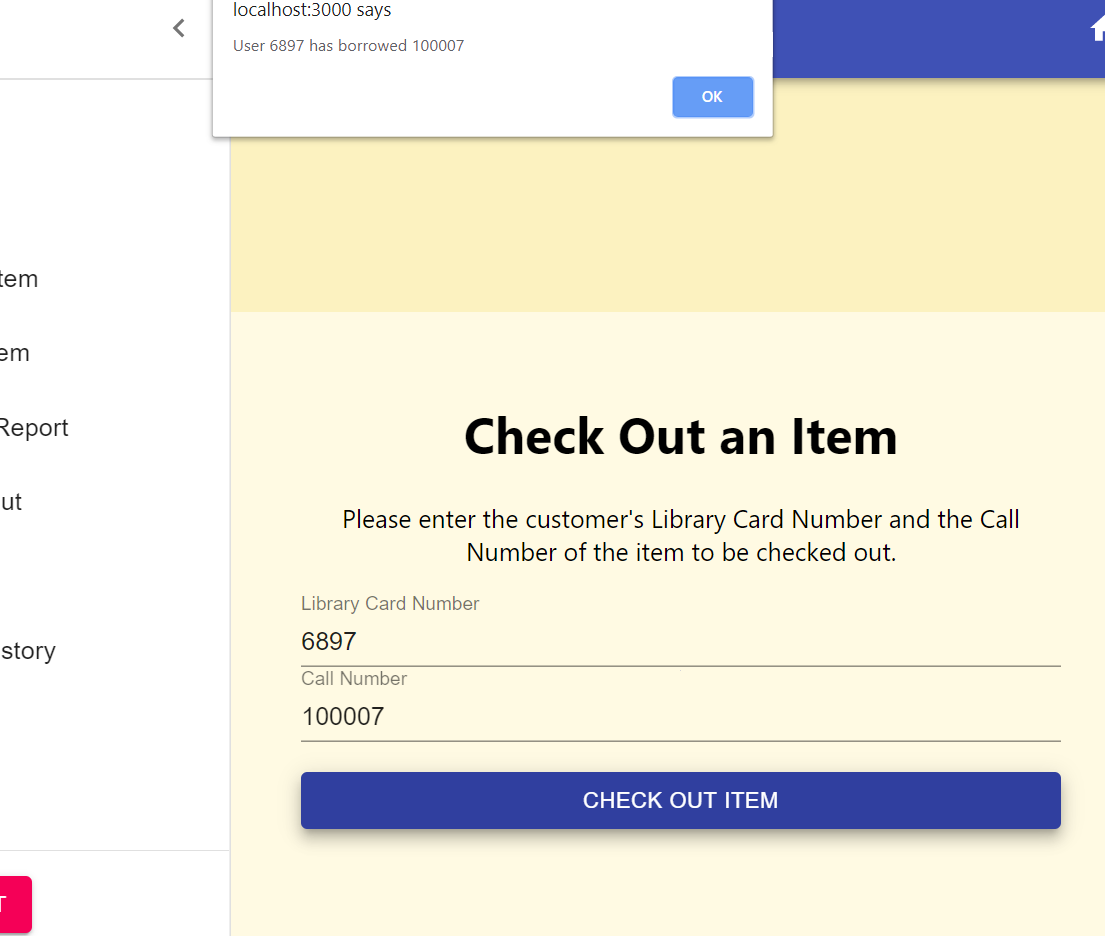 localhost:3000 says
User 6897 has borrowed 100007
OK
tem
em
Report
ut
story
T
Check Out an Item
Please enter the customer's Library Card Number and the Call
Number of the item to be checked out.
Library Card Number
6897
Call Number
100007
CHECK OUT ITEM